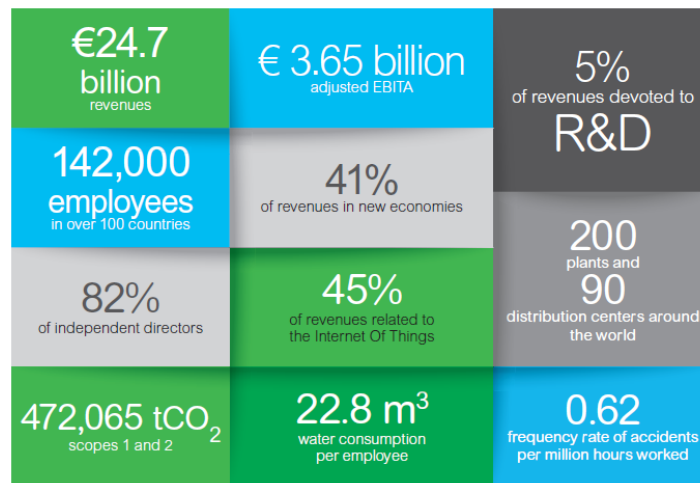 €24.7
billion
revenues
€ 3.65 billion
adjusted EBITA
5%
of revenues devoted to
R&D
142,000
employees
in over 100 countries
41%
of revenues in new economies
200
plants and
90
distribution centers around
the world
82%
of independent directors
45%
of revenues related to
the Internet Of Things
472,065 tCO₂
scopes 1 and 2
22.8 m³
water consumption
per employee
0.62
frequency rate of accidents
per million hours worked